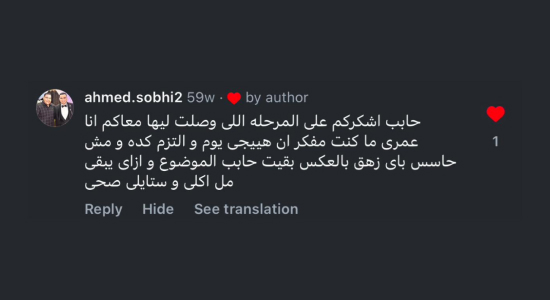 ahmed.sobhi2 59w · ❤️ by author
حابب اشكركم على المرحله اللى وصلت ليها معاكم انا
عمرى ما كنت مفكر ان هييجى يوم و التزم كده و مش
حاسس باى زهق بالعكس بقيت حابب الموضوع و ازاى يبقى
مل اكلى و ستايلى صحى
1
Reply Hide See translation